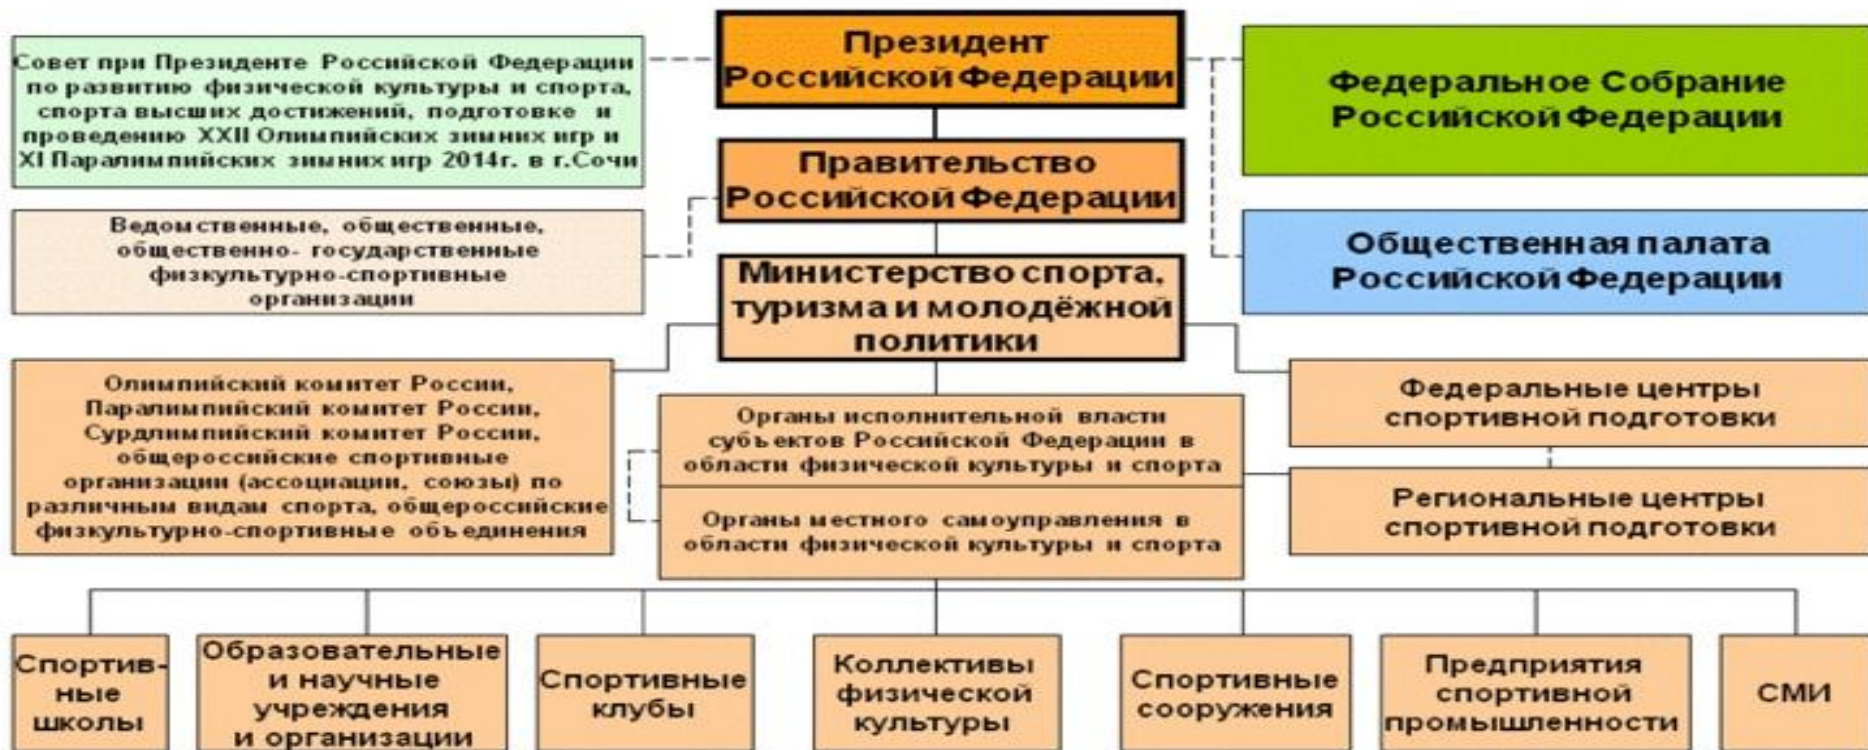 Президент
Российской Федерации
Совет при Президенте Российской Федерации
по развитию физической культуры и спорта,
спорта высших достижений, подготовке и
проведению XXII Олимпийских зимних игр и
XI Паралимпийских зимних игр 2014г. в г.Сочи
Федеральное Собрание
Российской Федерации
Правительство
Российской Федерации
Ведомственные, общественные,
общественно- государственные
физкультурно-спортивные
организации
Общественная палата
Российской Федерации
Министерство спорта,
туризма и молодёжной
политики
Олимпийский комитет России,
Паралимпийский комитет России,
Сурдлимпийский комитет России,
общероссийские спортивные
организации (ассоциации, союзы) по
различным видам спорта, общероссийские
физкультурно-спортивные объединения
Органы исполнительной власти
субъектов Российской Федерации в
области физической культуры и спорта
Органы местного самоуправления в
области физической культуры и спорта
Федеральные центры
спортивной подготовки
Региональные центры
спортивной подготовки
Спортив-
ные
школы
Образовательные
и научные
учреждения
и организации
Спортивные
клубы
Коллективы
физической
культуры
Спортивные
сооружения
Предприятия
спортивной
промышленности
СМИ